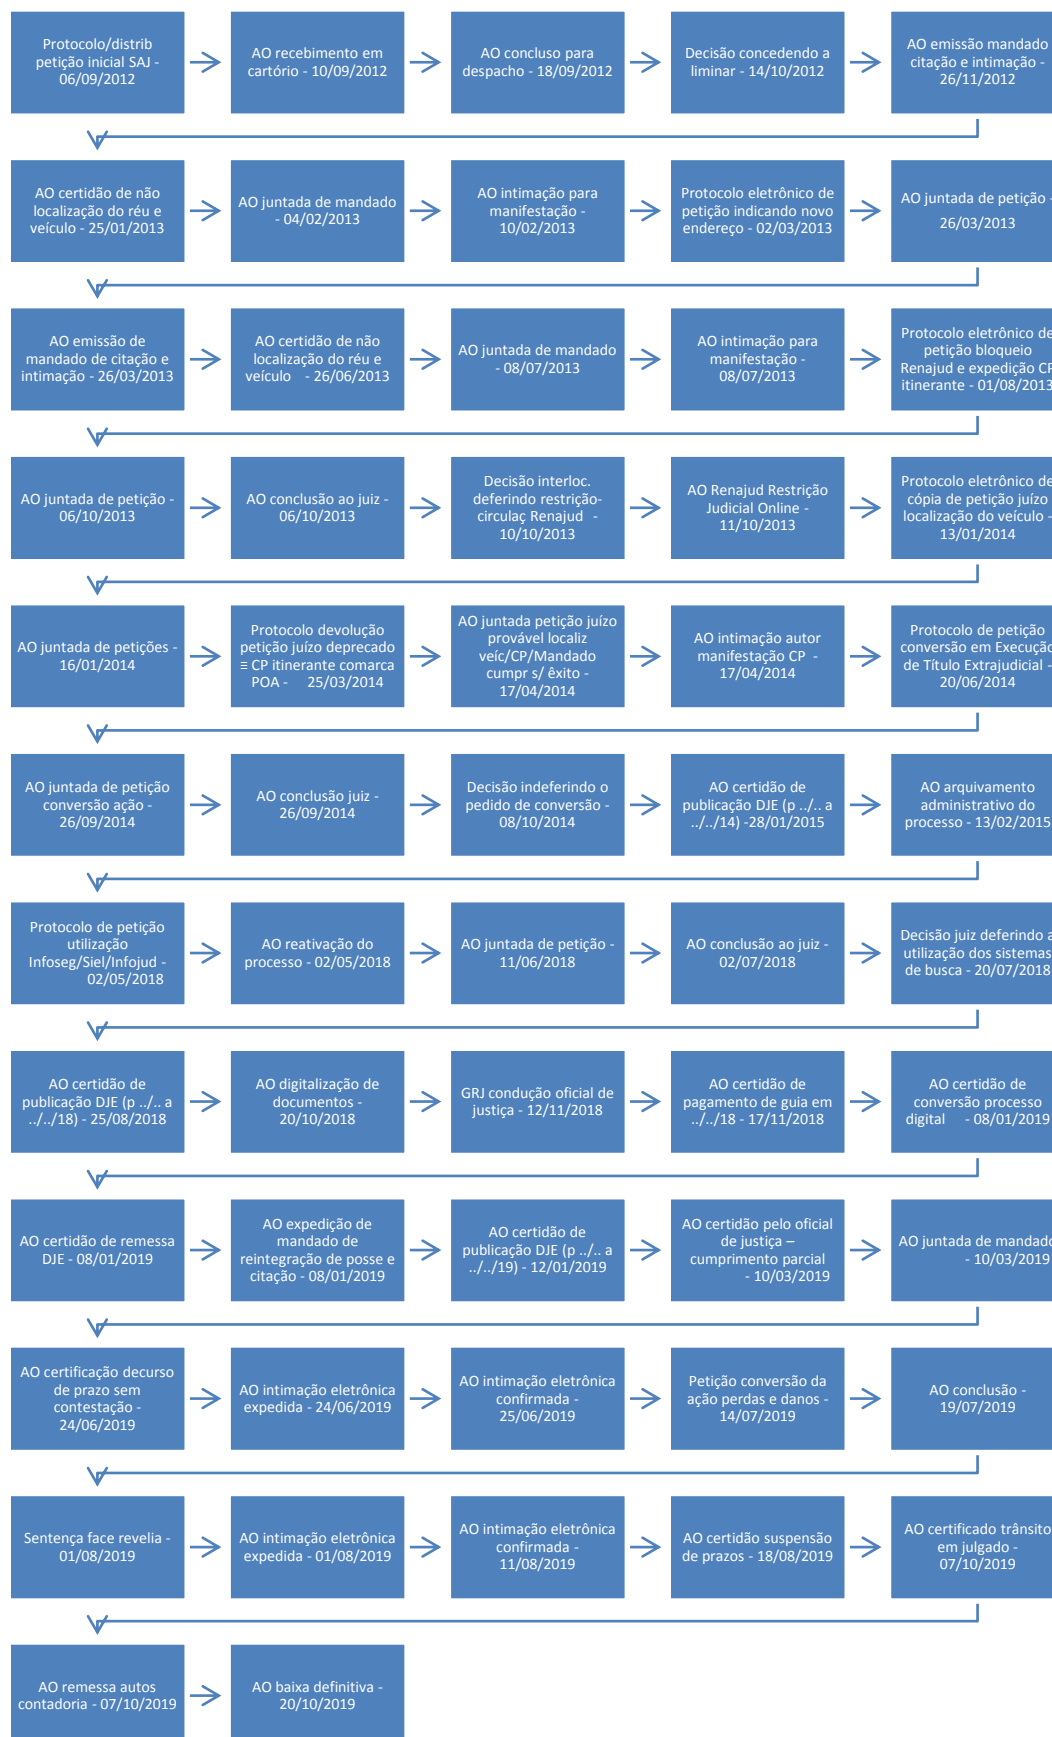 Protocolo/distrib
petição inicial SAJ -
06/09/2012
AO recebimento em
cartório - 10/09/2012
AO concluso para
despacho - 18/09/2012
Decisão concedendo a
liminar - 14/10/2012
AO emissão mandado
citação e intimação -
26/11/2012
AO certidão de não
localização do réu e
veículo - 25/01/2013
AO juntada de mandado
- 04/02/2013
AO intimação para
manifestação -
10/02/2013
Protocolo eletrônico de
petição indicando novo
endereço - 02/03/2013
AO juntada de petição -
26/03/2013
AO emissão de
mandado de citação e
intimação - 26/03/2013
AO certidão de não
localização do réu e
veículo - 26/06/2013
AO juntada de mandado
- 08/07/2013
AO intimação para
manifestação -
08/07/2013
Protocolo eletrônico de
petição bloqueio
Renajud e expedição CP
itinerante - 01/08/2013
AO juntada de petição -
06/10/2013
AO conclusão ao juiz -
06/10/2013
Decisão interloc.
deferindo restrição-
circulaç Renajud -
10/10/2013
AO Renajud Restrição
Judicial Online -
11/10/2013
Protocolo eletrônico de
cópia de petição juízo
localização do veículo -
13/01/2014
AO juntada de petições -
16/01/2014
Protocolo devolução
petição juízo deprecado
≡ CP itinerante comarca
POA - 25/03/2014
AO juntada petição juízo
provável localiz
veíc/CP/Mandado
cumpr s/ êxito -
17/04/2014
AO intimação autor
manifestação CP -
17/04/2014
Protocolo de petição
conversão em Execução
de Título Extrajudicial -
20/06/2014
AO juntada de petição
conversão ação -
26/09/2014
AO conclusão juiz -
26/09/2014
Decisão indeferindo o
pedido de conversão -
08/10/2014
AO certidão de
publicação DJE (p ../.. a
../../14) -28/01/2015
AO arquivamento
administrativo do
processo - 13/02/2015
Protocolo de petição
utilização
Infoseg/Siel/Infojud -
02/05/2018
AO reativação do
processo - 02/05/2018
AO juntada de petição -
11/06/2018
AO conclusão ao juiz -
02/07/2018
Decisão juiz deferindo a
utilização dos sistemas
de busca - 20/07/2018
AO certidão de
publicação DJE (p ../.. a
../../18) - 25/08/2018
AO digitalização de
documentos -
20/10/2018
GRJ condução oficial de
justiça - 12/11/2018
AO certidão de
pagamento de guia em
../../18 - 17/11/2018
AO certidão de
conversão processo
digital - 08/01/2019
AO certidão de remessa
DJE - 08/01/2019
AO expedição de
mandado de
reintegração de posse e
citação - 08/01/2019
AO certidão de
publicação DJE (p ../.. a
../../19) - 12/01/2019
AO certidão pelo oficial
de justiça –
cumprimento parcial
- 10/03/2019
AO juntada de mandado
- 10/03/2019
AO certificação decurso
de prazo sem
contestação -
24/06/2019
AO intimação eletrônica
expedida - 24/06/2019
AO intimação eletrônica
confirmada -
25/06/2019
Petição conversão da
ação perdas e danos -
14/07/2019
AO conclusão -
19/07/2019
Sentença face revelia -
01/08/2019
AO intimação eletrônica
expedida - 01/08/2019
AO intimação eletrônica
confirmada -
11/08/2019
AO certidão suspensão
de prazos - 18/08/2019
AO certificado trânsito
em julgado -
07/10/2019
AO remessa autos
contadoria - 07/10/2019
AO baixa definitiva -
20/10/2019